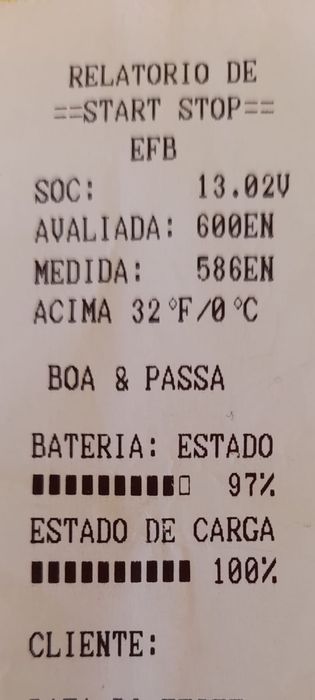 RELATORIO DE
==START STOP==
EFB
SOC: 13.02V
AVALIADA: 600EN
MEDIDA: 586EN
ACIMA 32°F/0°C
BOA & PASSA
BATERIA: ESTADO
97%
ESTADO DE CARGA
100%
CLIENTE: